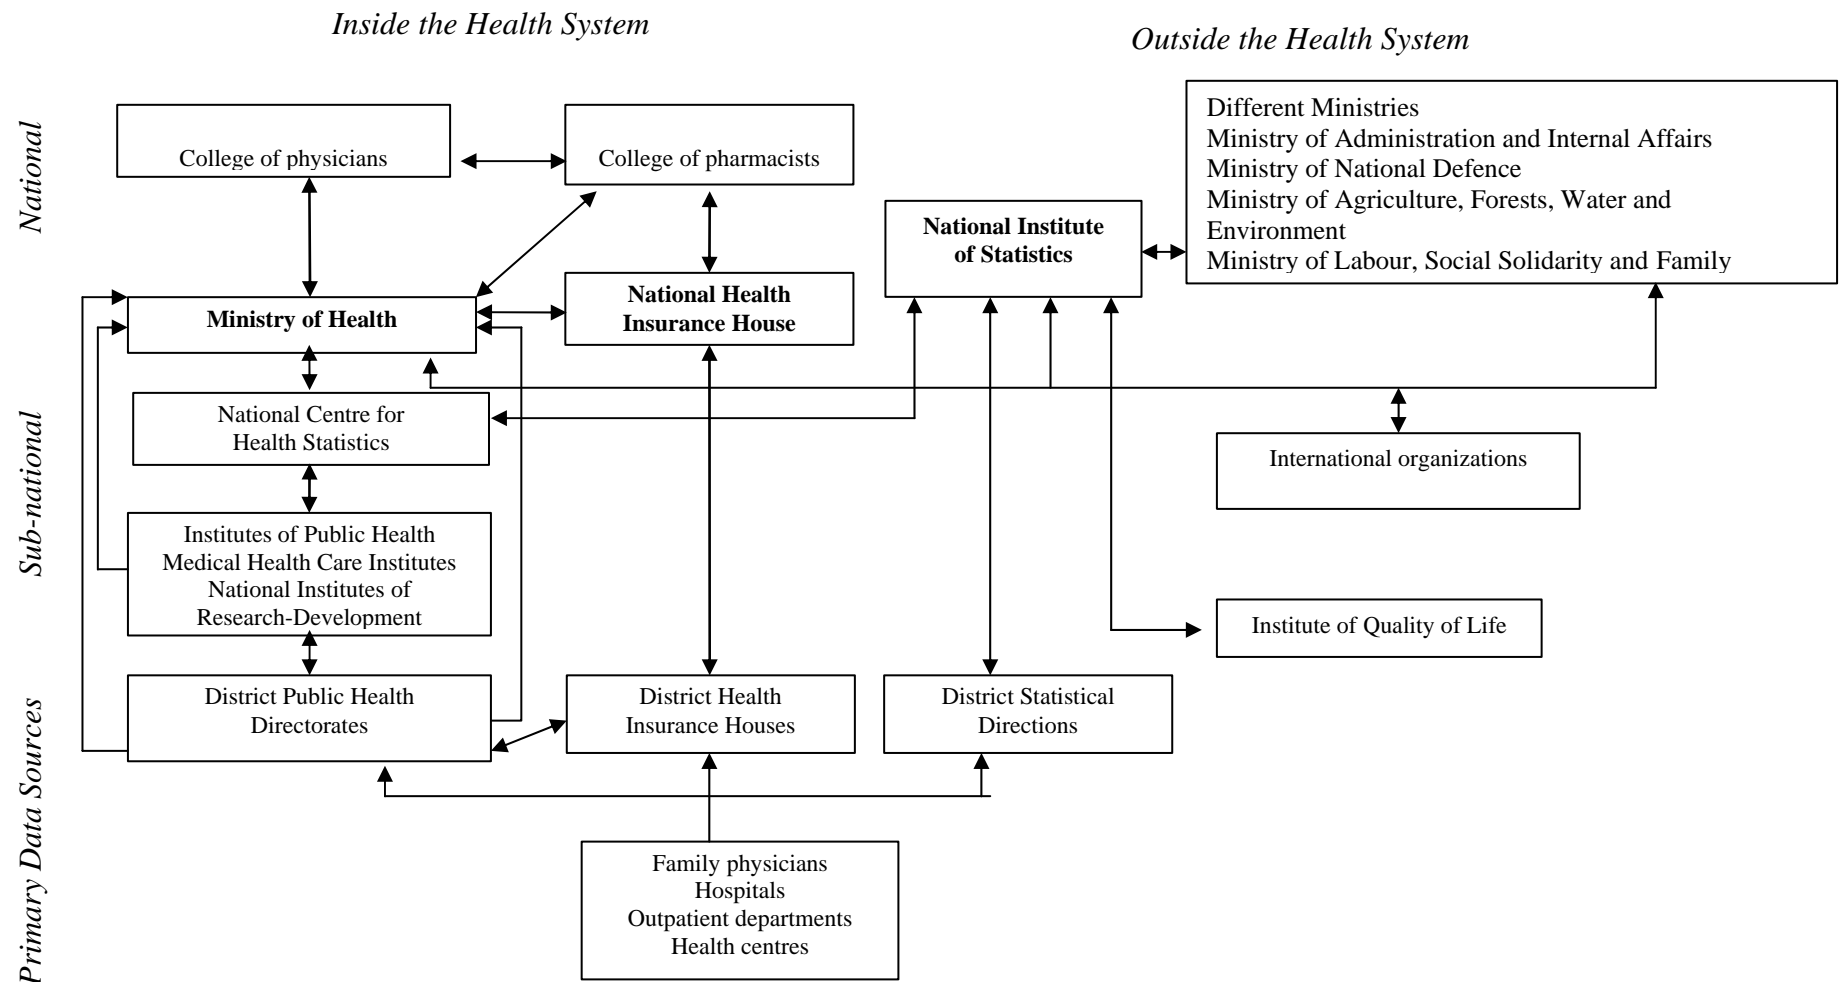 Inside the Health System
Outside the Health System
National
College of physicians
College of pharmacists
Different Ministries
Ministry of Administration and Internal Affairs
Ministry of National Defence
Ministry of Agriculture, Forests, Water and
Environment
Ministry of Labour, Social Solidarity and Family
National Institute
of Statistics
Ministry of Health
National Health
Insurance House
Sub-national
National Centre for
Health Statistics
International organizations
Institutes of Public Health
Medical Health Care Institutes
National Institutes of
Research-Development
Institute of Quality of Life
Primary Data Sources
District Public Health
Directorates
District Health
Insurance Houses
District Statistical
Directions
Family physicians
Hospitals
Outpatient departments
Health centres